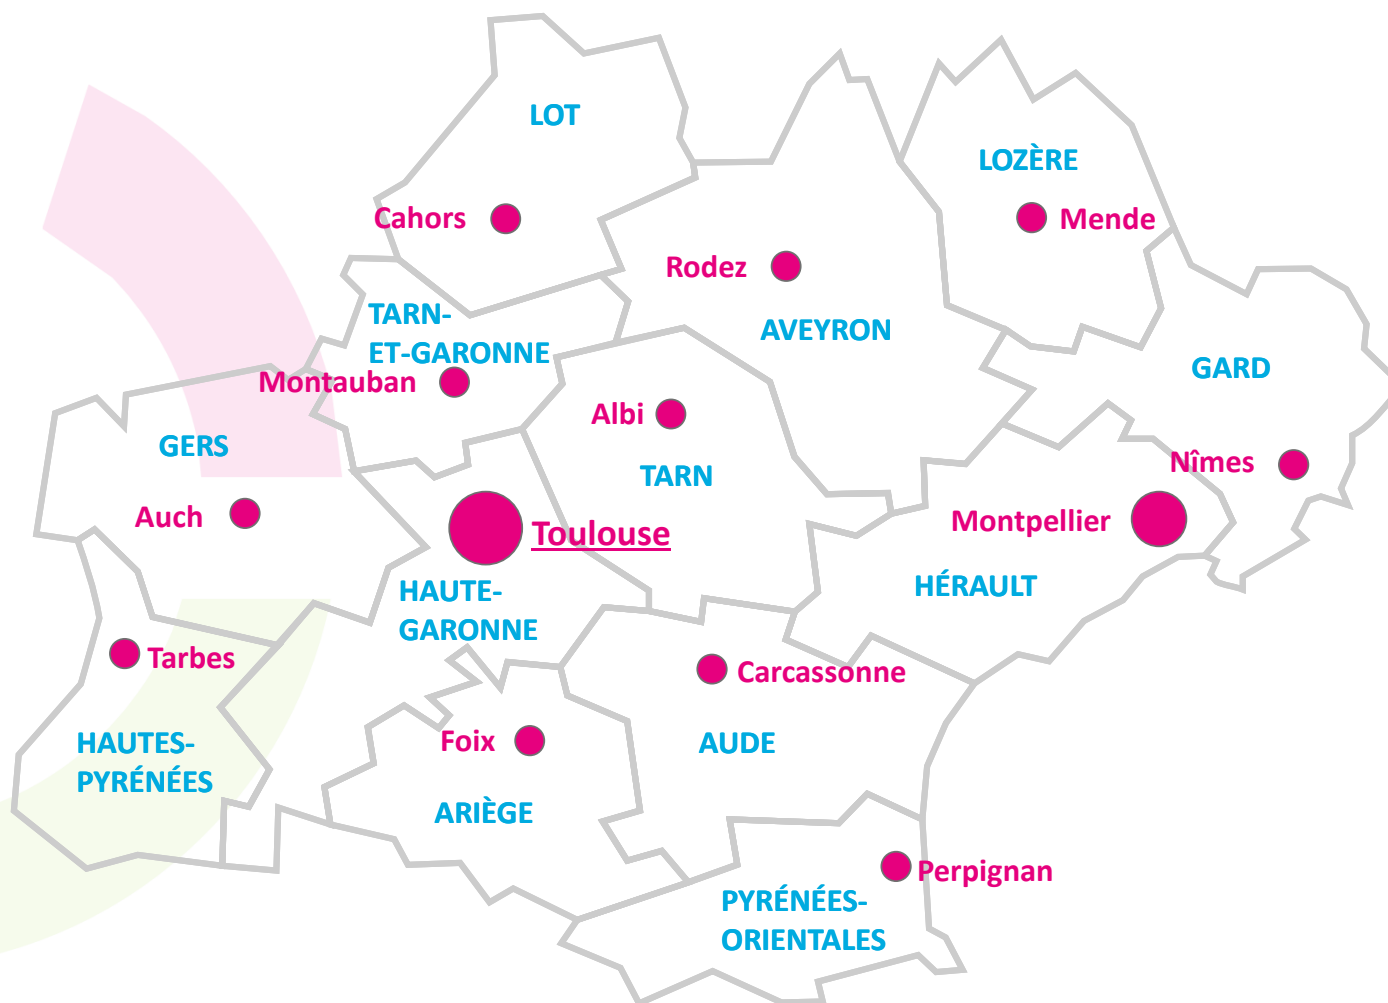 LOT
LOZÈRE
Cahors
Mende
Rodez
TARN-
ET-GARONNE
AVEYRON
GARD
Montauban
Albi
GERS
TARN
Nîmes
Auch
Toulouse
Montpellier
HAUTE-
GARONNE
HÉRAULT
Tarbes
Carcassonne
HAUTES-
PYRÉNÉES
Foix
AUDE
ARIÈGE
Perpignan
PYRÉNÉES-
ORIENTALES